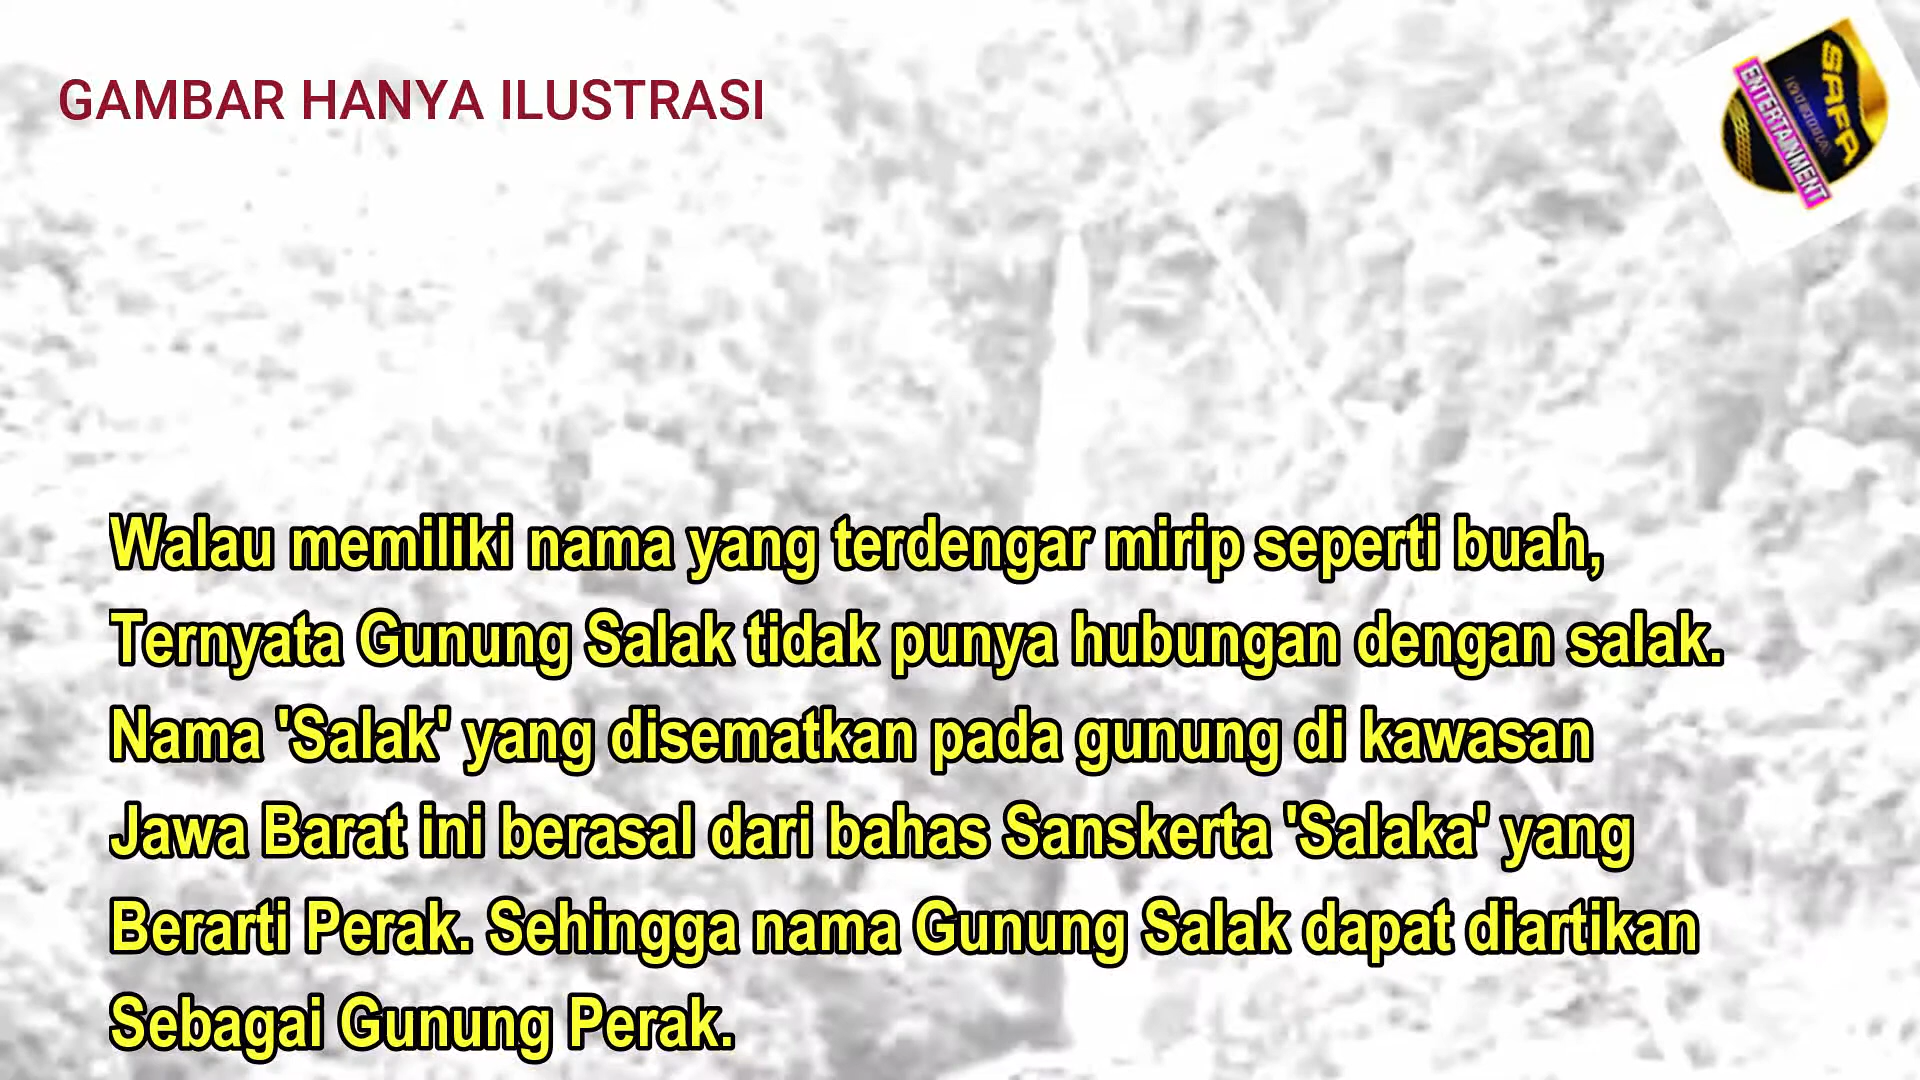 GAMBAR HANYA ILUSTRASI
SAFA
ENTERTAINMENT
Walau memiliki nama yang terdengar mirip seperti buah,
Ternyata Gunung Salak tidak punya hubungan dengan salak.
Nama 'Salak' yang disematkan pada gunung di kawasan
Jawa Barat ini berasal dari bahas Sanskerta 'Salaka' yang
Berarti Perak. Sehingga nama Gunung Salak dapat diartikan
Sebagai Gunung Perak.